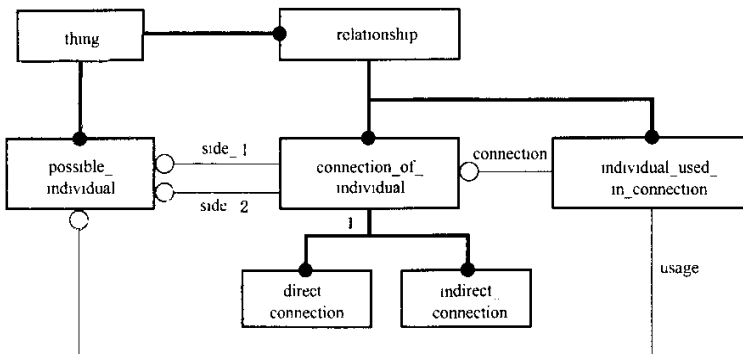 thing
relationship
side_1
possible_
individual
side_2
connection_of_
individual
connection
individual_used_
in_connection
1
usage
direct
connection
indirect
connection